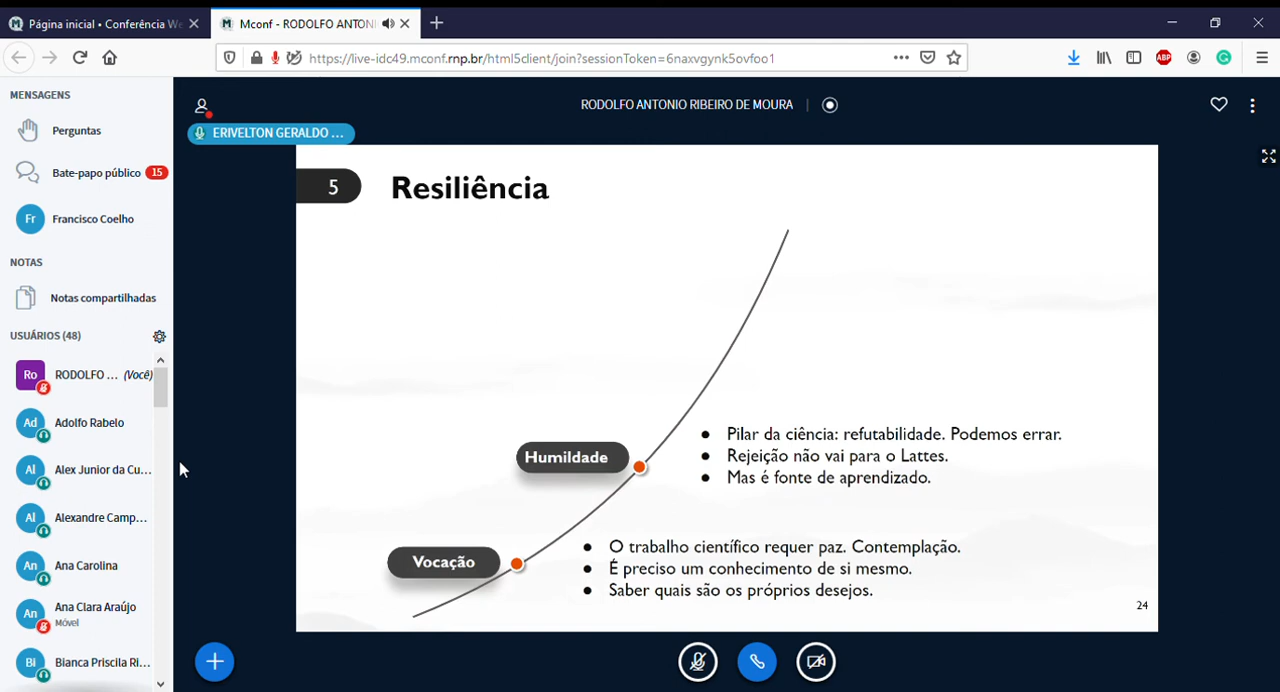 Página inicial • Conferência We
Mconf - RODOLFO ANTONI
https://live-idc49.mconf.rnp.br/html5client/join?sessionToken=6naxvgynk5ovfoo1
ABP
MENSAGENS
Perguntas
Bate-papo público 15
Fr Francisco Coelho
NOTAS
Notas compartilhadas
USUÁRIOS (48)
Ro RODOLFO ... (Você)
Ad Adolfo Rabelo
Al Alex Junior da Cu...
Al Alexandre Camp...
An Ana Carolina
An Ana Clara Araújo
Móvel
Bi Bianca Priscila Ri...
RODOLFO ANTONIO RIBEIRO DE MOURA
ERIVELTON GERALDO ...
5 Resiliência
Humildade
• Pilar da ciência: refutabilidade. Podemos errar.
• Rejeição não vai para o Lattes.
• Mas é fonte de aprendizado.
Vocação
• O trabalho científico requer paz. Contemplação.
• É preciso um conhecimento de si mesmo.
• Saber quais são os próprios desejos.
24